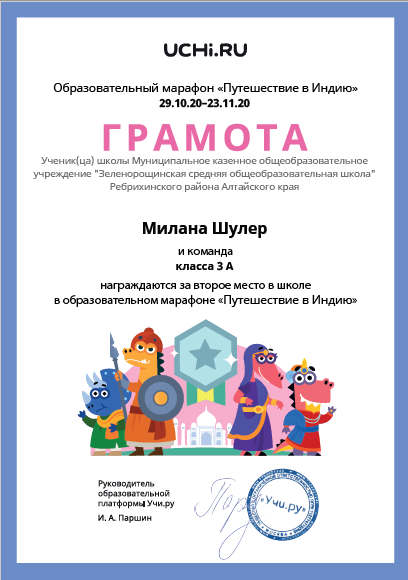 UCHi.RU
Образовательный марафон «Путешествие в Индию»
29.10.20–23.11.20
ГРАМОТА
Ученик(ца) школы Муниципальное казенное общеобразовательное
учреждение "Зеленорощинская средняя общеобразовательная школа"
Ребрихинского района Алтайского края
Милана Шулер
и команда
класса 3 А
награждаются за второе место в школе
в образовательном марафоне «Путешествие в Индию»
Руководитель
образовательной
платформы Учи.ру
И. А. Паршин
«Учи.ру»
МОСКВА